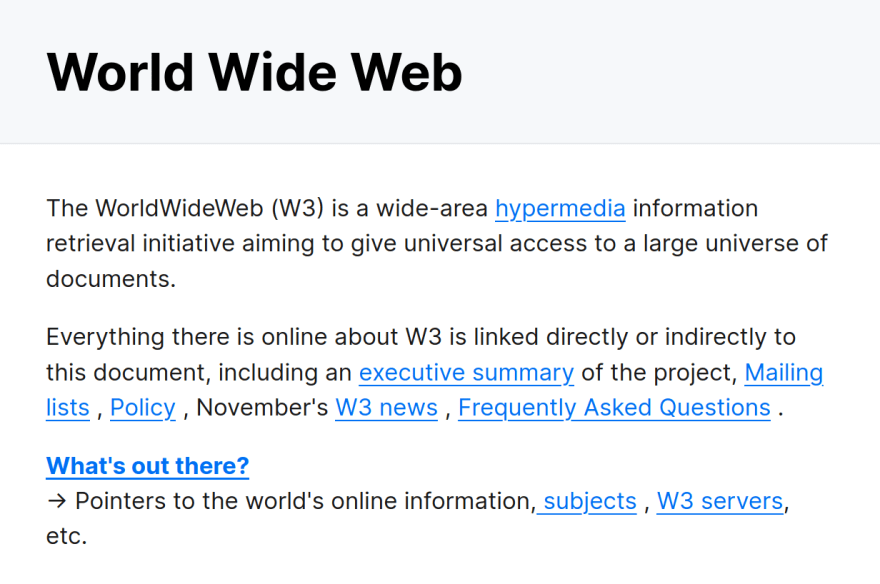 World Wide Web
The WorldWideWeb (W3) is a wide-area hypermedia information
retrieval initiative aiming to give universal access to a large universe of
documents.
Everything there is online about W3 is linked directly or indirectly to
this document, including an executive summary of the project, Mailing
lists , Policy , November's W3 news , Frequently Asked Questions .
What's out there?
→ Pointers to the world's online information, subjects , W3 servers,
etc.